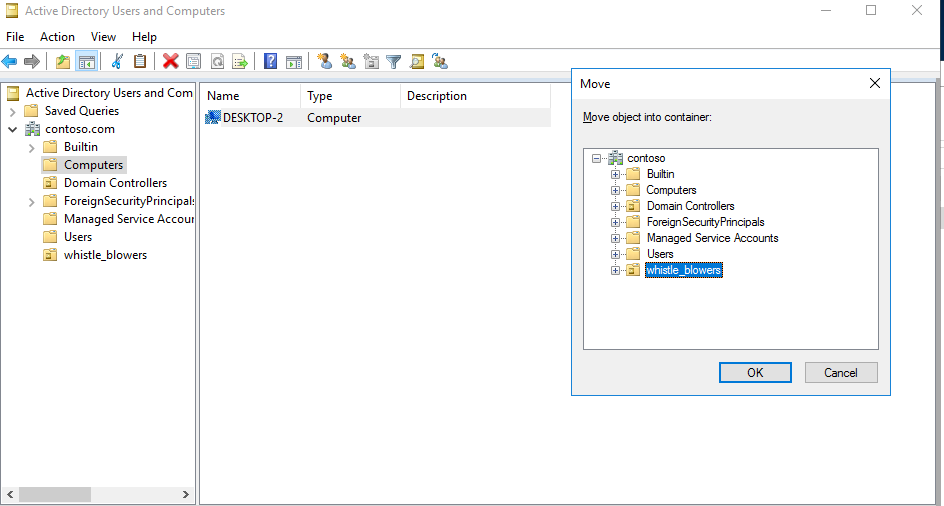 Active Directory Users and Computers
File Action View Help
Active Directory Users and Com
Saved Queries
contoso.com
Builtin
Computers
Domain Controllers
ForeignSecurityPrincipals
Managed Service Accour
Users
whistle_blowers
Name Type Description
DESKTOP-2 Computer
Move
Move object into container:
contoso
Builtin
Computers
Domain Controllers
ForeignSecurityPrincipals
Managed Service Accounts
Users
whistle_blowers
OK Cancel